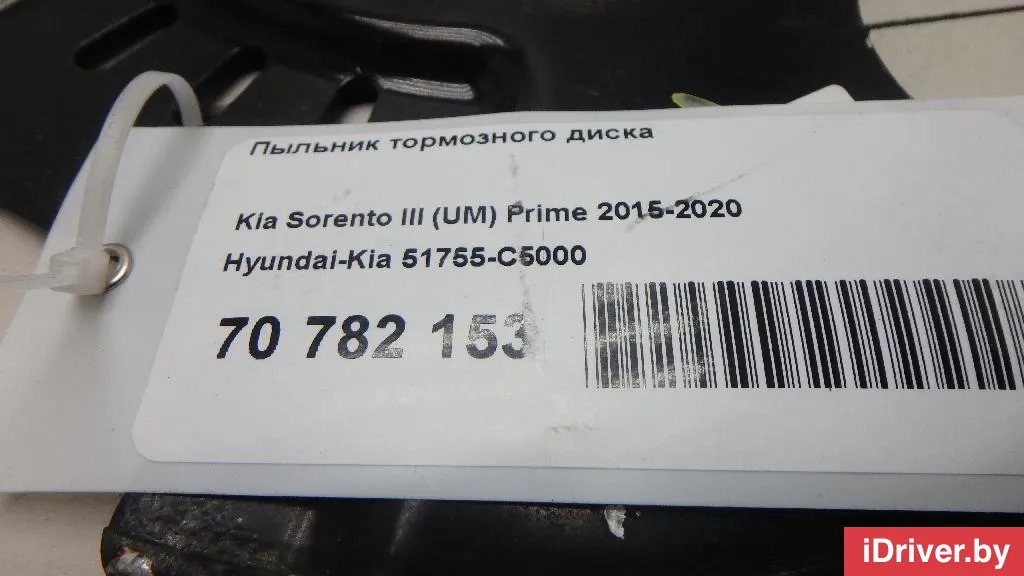 Пыльник тормозного диска
Kia Sorento III (UM) Prime 2015-2020
Hyundai-Kia 51755-C5000
70 782 153
iDriver.by